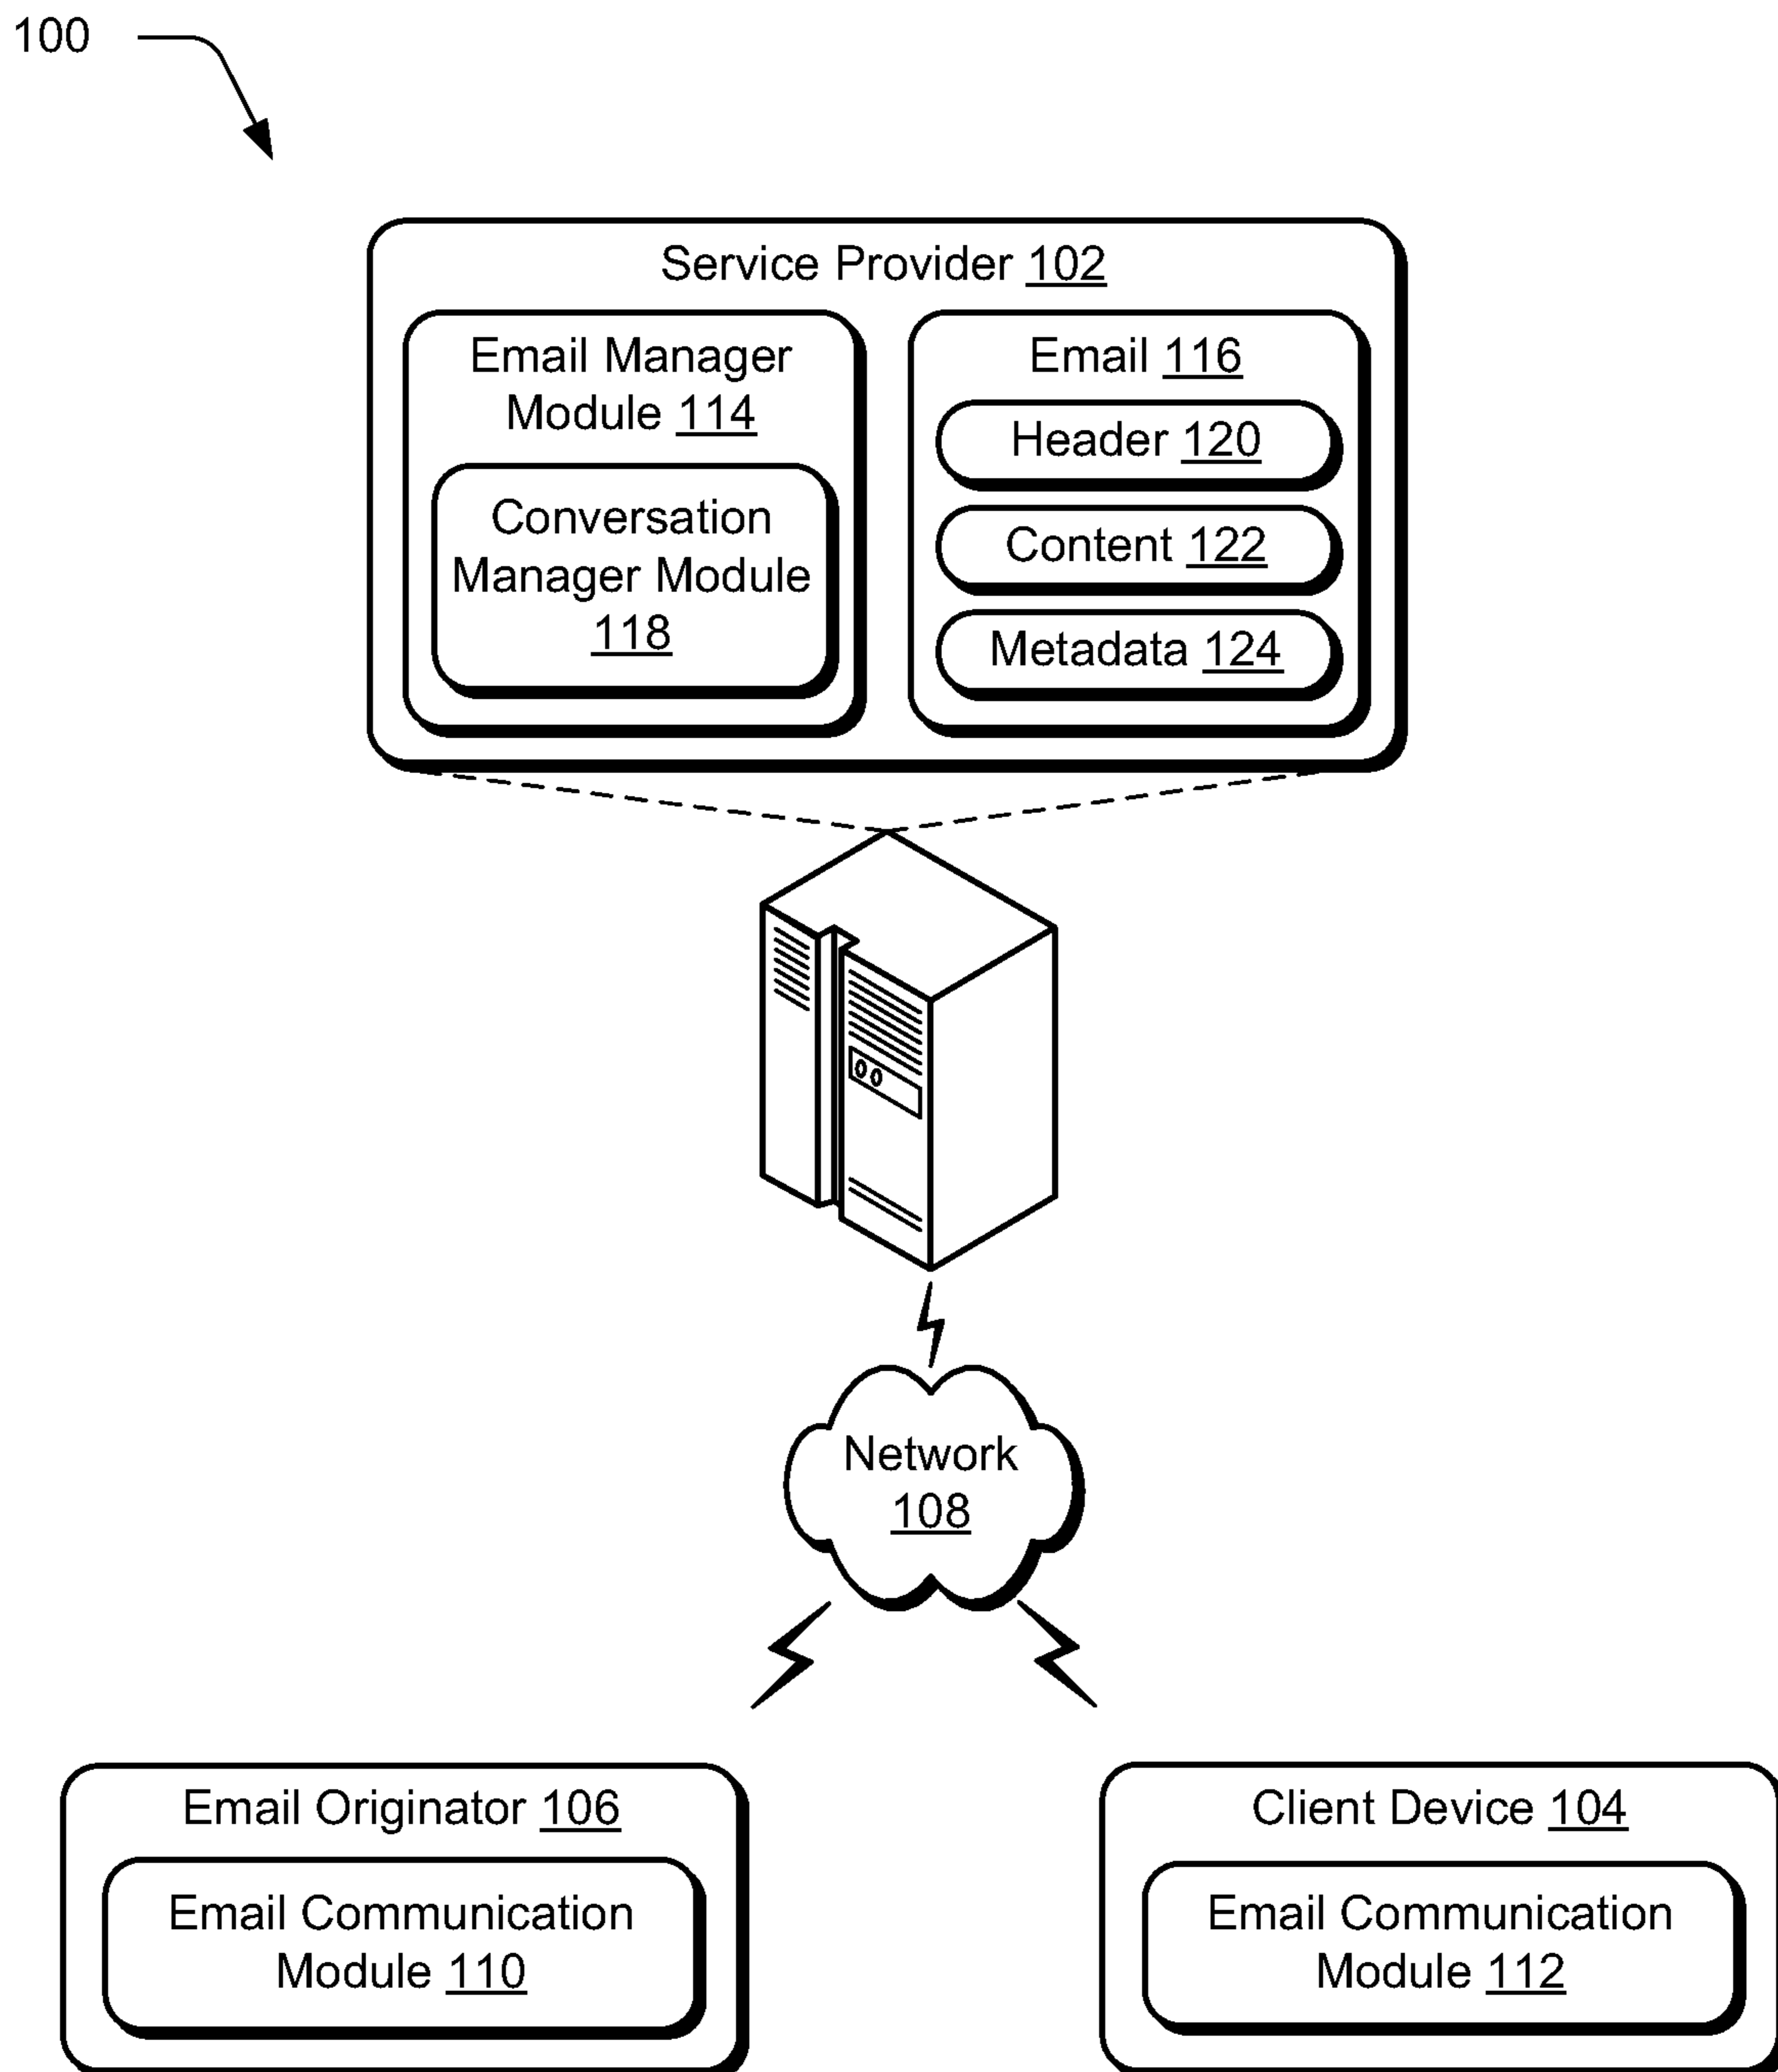 100
Service Provider 102
Email Manager
Module 114
Conversation
Manager Module
118
Email 116
Header 120
Content 122
Metadata 124
Network
108
Email Originator 106
Email Communication
Module 110
Client Device 104
Email Communication
Module 112